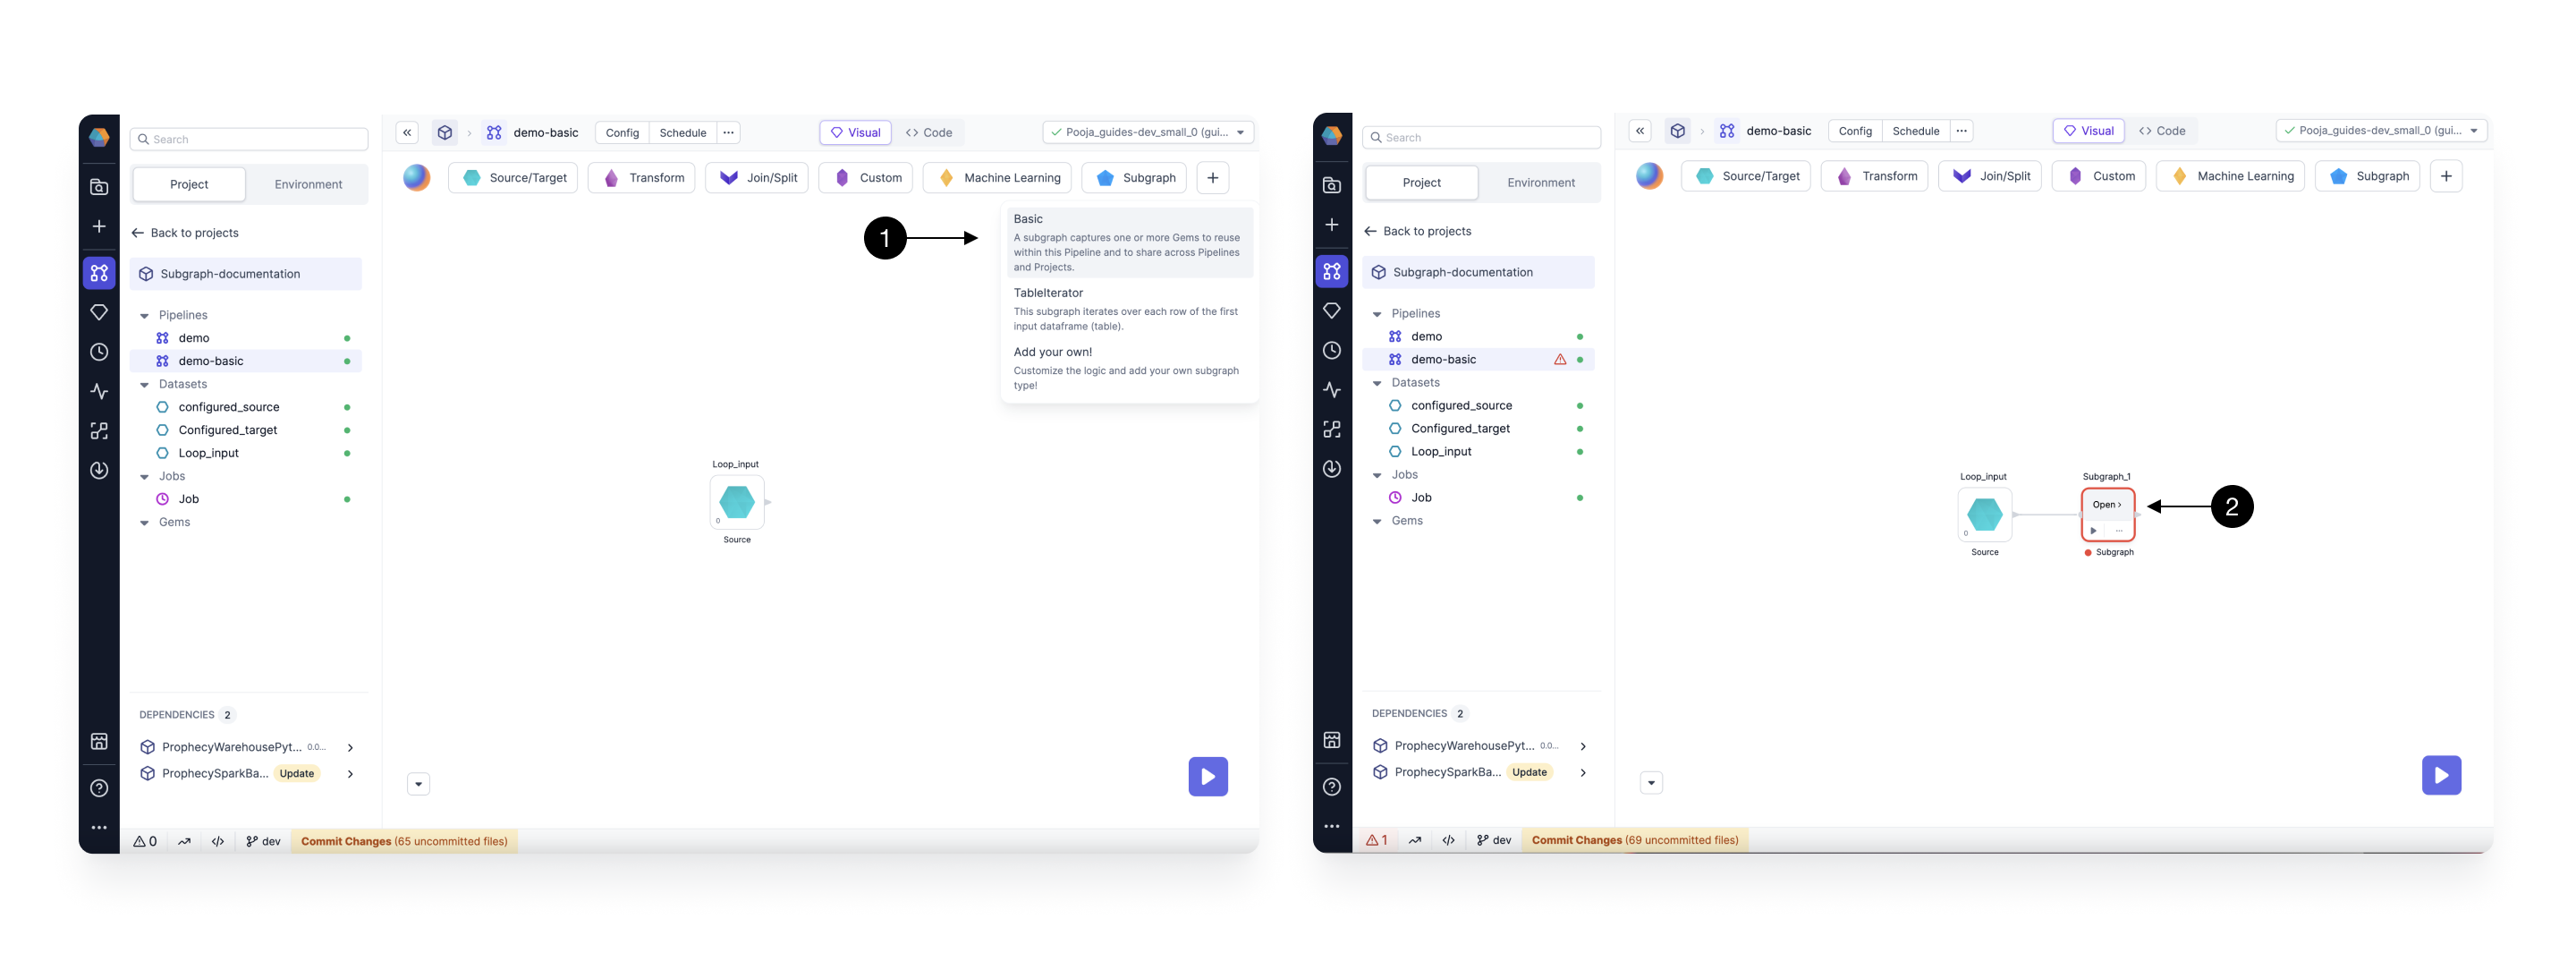 Search
Project
Environment
Back to projects
Subgraph-documentation
Pipelines
demo
demo-basic
Datasets
configured_source
Configured_target
Loop_input
Jobs
Job
Gems
DEPENDENCIES 2
ProphecyWarehousePyt... 0.0...
ProphecySparkBa... Update
0
dev
Commit Changes (65 uncommitted files)
demo-basic
Config
Schedule
Visual
Code
Pooja_guides-dev_small_0 (gui...
Source/Target
Transform
Join/Split
Custom
Machine Learning
Subgraph
1
Basic
A subgraph captures one or more Gems to reuse
within this Pipeline and to share across Pipelines
and Projects.
TableIterator
This subgraph iterates over each row of the first
input dataframe (table).
Add your own!
Customize the logic and add your own subgraph
type!
Loop_input
0
Source
Search
Project
Environment
Back to projects
Subgraph-documentation
Pipelines
demo
demo-basic
Datasets
configured_source
Configured_target
Loop_input
Jobs
Job
Gems
DEPENDENCIES 2
ProphecyWarehousePyt... 0.0...
ProphecySparkBa... Update
1
dev
Commit Changes (69 uncommitted files)
demo-basic
Config
Schedule
Visual
Code
Pooja_guides-dev_small_0 (gui...
Source/Target
Transform
Join/Split
Custom
Machine Learning
Subgraph
Loop_input
0
Source
Subgraph_1
Open
Subgraph
2